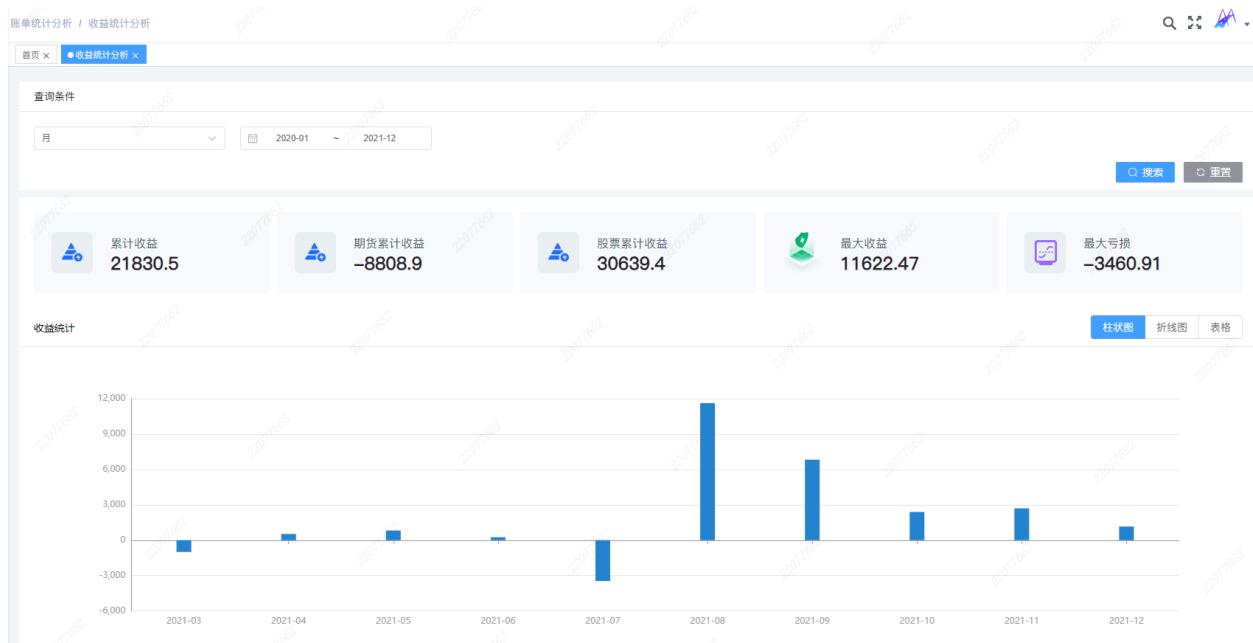 账单统计分析 / 收益统计分析
首页 × ●收益统计分析 ×
查询条件
月 2020-01 ~ 2021-12
搜索 重置
累计收益 期货累计收益 股票累计收益 最大收益 最大亏损
21830.5 -8808.9 30639.4 11622.47 -3460.91
收益统计 柱状图 折线图 表格
12,000
9,000
6,000
3,000
0
-3,000
-6,000
2021-03 2021-04 2021-05 2021-06 2021-07 2021-08 2021-09 2021-10 2021-11 2021-12
22077662